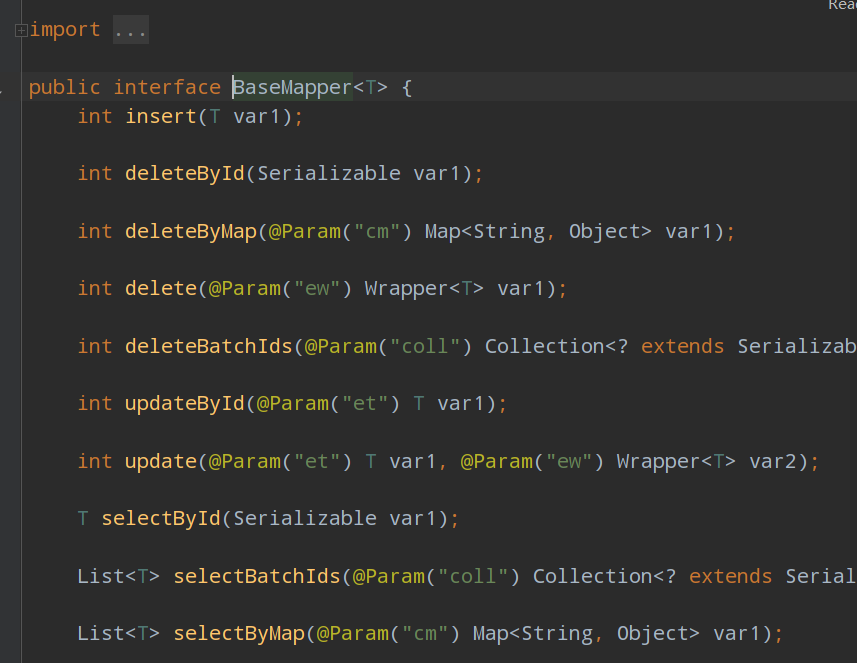 Rea
import ...
public interface BaseMapper<T> {
int insert(T var1);
int deleteById(Serializable var1);
int deleteByMap(@Param("cm") Map<String, Object> var1);
int delete(@Param("ew") Wrapper<T> var1);
int deleteBatchIds(@Param("coll") Collection<? extends Serializab
int updateById(@Param("et") T var1);
int update(@Param("et") T var1, @Param("ew") Wrapper<T> var2);
T selectById(Serializable var1);
List<T> selectBatchIds(@Param("coll") Collection<? extends Serial
List<T> selectByMap(@Param("cm") Map<String, Object> var1);